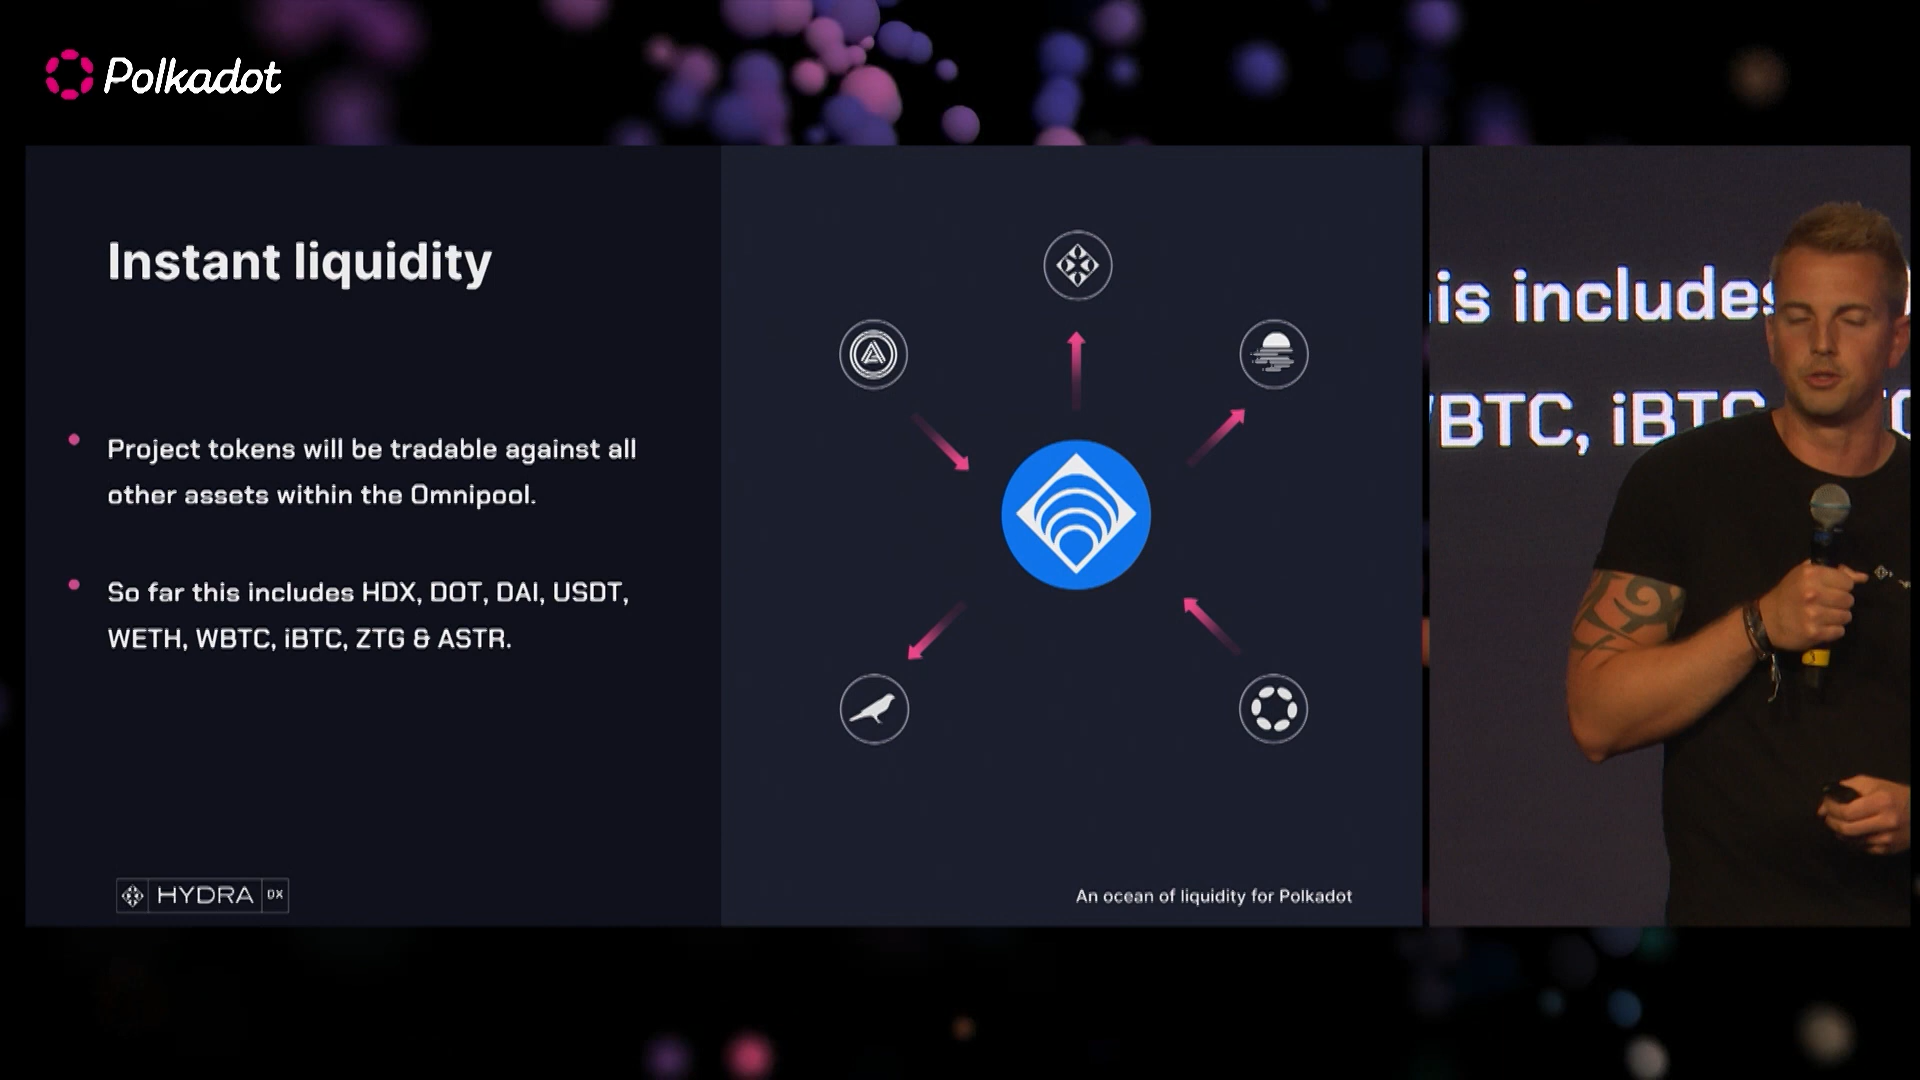 Polkadot
Instant liquidity
Project tokens will be tradable against all
other assets within the Omnipool.
So far this includes HDX, DOT, DAI, USDT,
WETH, WBTC, iBTC, ZTG & ASTR.
HYDRA DX
An ocean of liquidity for Polkadot
is includes
BTC, iBTC